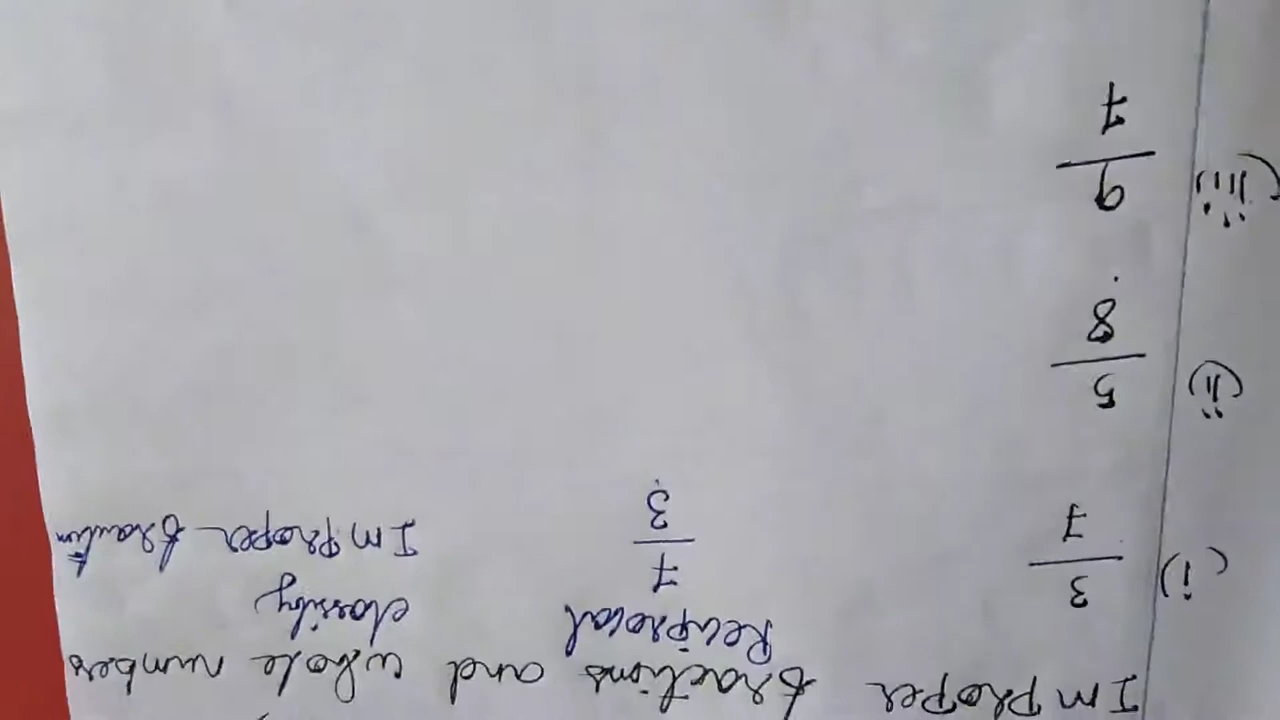 Improper fractions and whole numbers
Reciprocal classify
(i) 3/7 7/3 Improper fraction
(ii) 5/8
(iii) 9/7